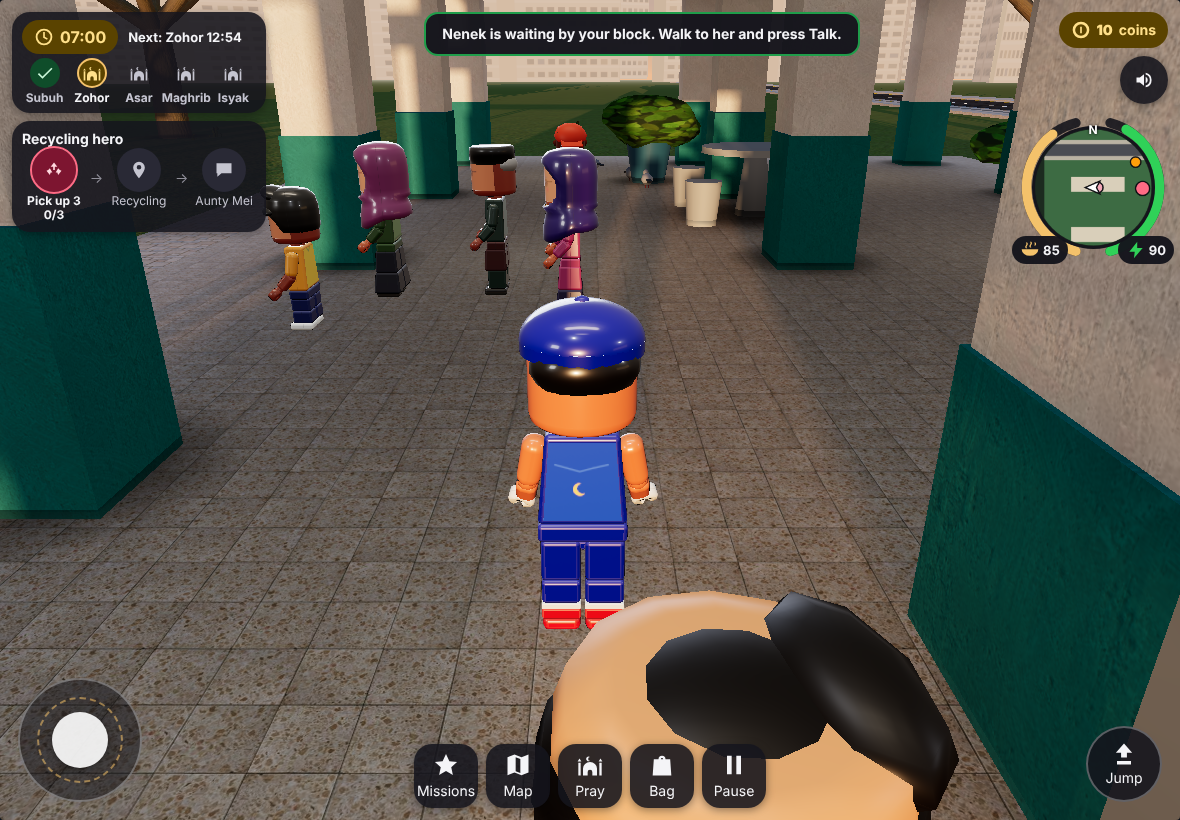 07:00
Next: Zohor 12:54
Subuh
Zohor
Asar
Maghrib
Isyak
Recycling hero
Pick up 3
0/3
Recycling
Aunty Mei
Nenek is waiting by your block. Walk to her and press Talk.
10 coins
N
85
90
Missions
Map
Pray
Bag
Pause
Jump